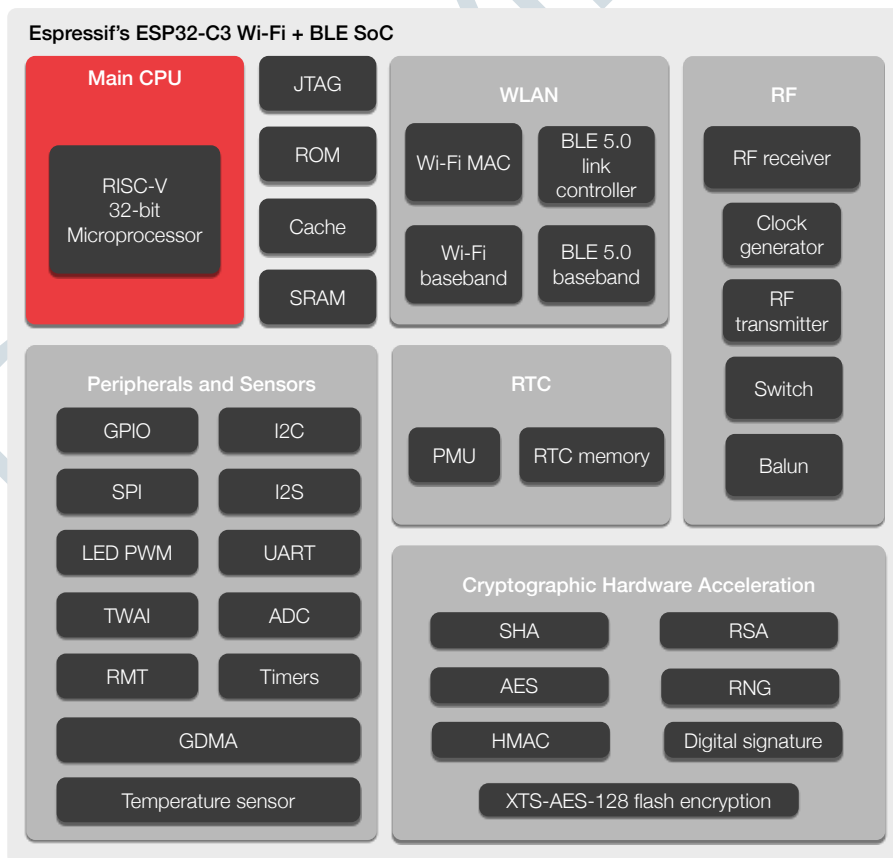 Espressif's ESP32-C3 Wi-Fi + BLE SoC
Main CPU
RISC-V
32-bit
Microprocessor
JTAG
ROM
Cache
SRAM
WLAN
Wi-Fi MAC
BLE 5.0
link
controller
Wi-Fi
baseband
BLE 5.0
baseband
RF
RF receiver
Clock
generator
RF
transmitter
Switch
Balun
Peripherals and Sensors
GPIO
I2C
SPI
I2S
LED PWM
UART
TWAI
ADC
RMT
Timers
GDMA
Temperature sensor
RTC
PMU
RTC memory
Cryptographic Hardware Acceleration
SHA
RSA
AES
RNG
HMAC
Digital signature
XTS-AES-128 flash encryption